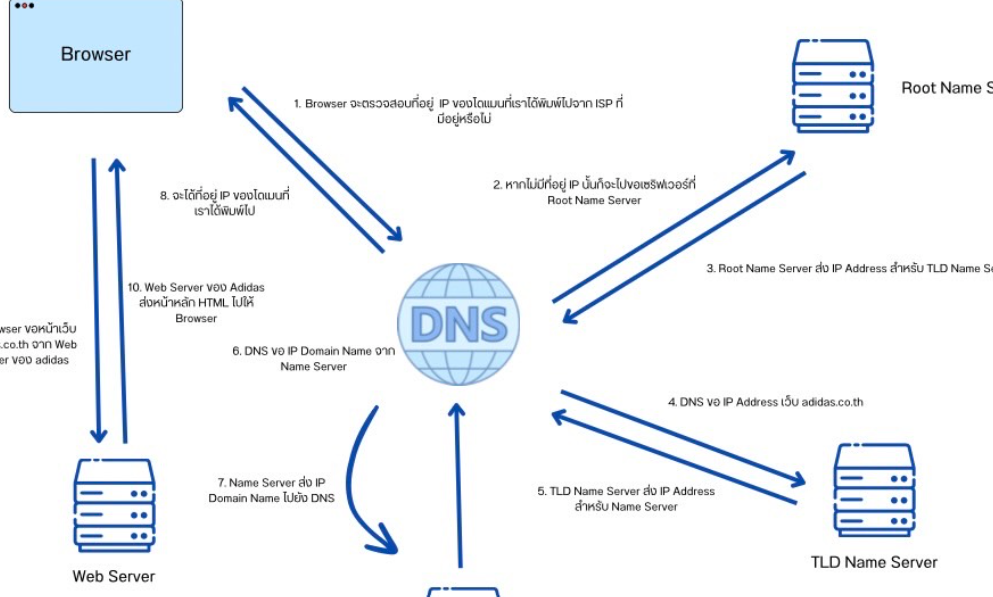 Browser
Root Name
1. Browser จะตรวจสอบที่อยู่ IP ของโดแมนที่เราได้พิมพ์ไปจาก ISP ที่
มีอยู่หรือไม่
2. หากไม่มีที่อยู่ IP นั้นก็จะไปขอเซริฟเวอร์ที่
Root Name Server
8. จะได้ที่อยู่ IP ของโดเมนที่
เราได้พิมพ์ไป
3. Root Name Server ส่ง IP Address สำหรับ TLD Name
10. Web Server ของ Adidas
ส่งหน้าหลัก HTML ไปให้
Browser
ขอหน้าเว็บ
.co.th จาก Web
ของ adidas
DNS
6. DNS ขอ IP Domain Name จาก
Name Server
4. DNS ขอ IP Address เว็บ adidas.co.th
7. Name Server ส่ง IP
Domain Name ไปยัง DNS
5. TLD Name Server ส่ง IP Address
สำหรับ Name Server
Web Server
TLD Name Server